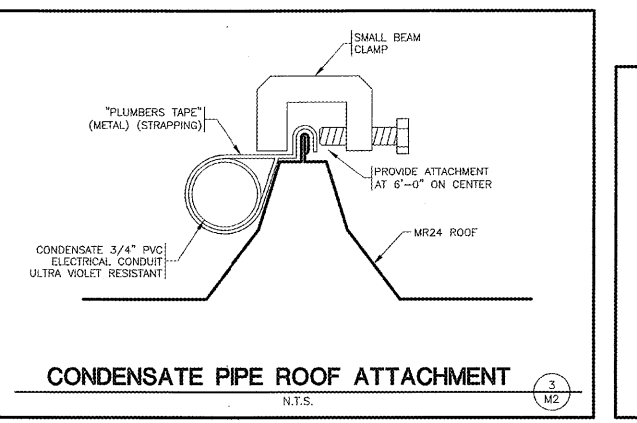 SMALL BEAM
CLAMP
"PLUMBERS TAPE"
(METAL) (STRAPPING)
PROVIDE ATTACHMENT
AT 6'-0" ON CENTER
MR24 ROOF
CONDENSATE 3/4" PVC
ELECTRICAL CONDUIT
ULTRA VIOLET RESISTANT
CONDENSATE PIPE ROOF ATTACHMENT
N.T.S.
3
M2